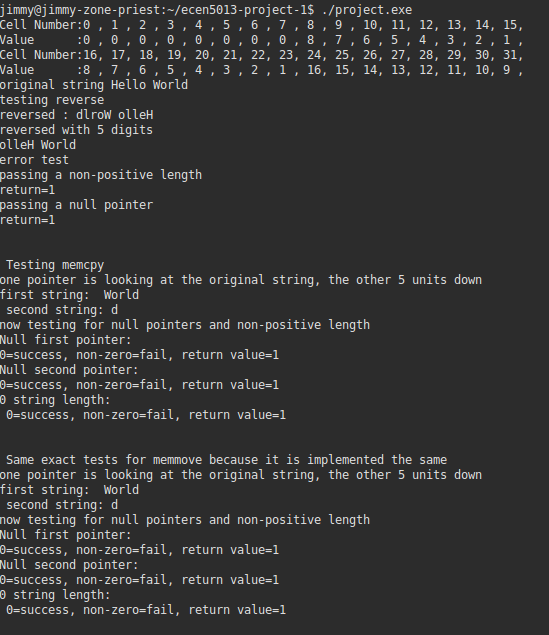 jimmy@jimmy-zone-priest:~/ecen5013-project-1$ ./project.exe
Cell Number:0 , 1 , 2 , 3 , 4 , 5 , 6 , 7 , 8 , 9 , 10, 11, 12, 13, 14, 15,
Value      :0 , 0 , 0 , 0 , 0 , 0 , 0 , 0 , 8 , 7 , 6 , 5 , 4 , 3 , 2 , 1 ,
Cell Number:16, 17, 18, 19, 20, 21, 22, 23, 24, 25, 26, 27, 28, 29, 30, 31,
Value      :8 , 7 , 6 , 5 , 4 , 3 , 2 , 1 , 16, 15, 14, 13, 12, 11, 10, 9 ,
original string Hello World
testing reverse
reversed : dlroW olleH
reversed with 5 digits
olleH World
error test
passing a non-positive length
return=1
passing a null pointer
return=1
 Testing memcpy
one pointer is looking at the original string, the other 5 units down
first string:  World
 second string: d
now testing for null pointers and non-positive length
Null first pointer:
0=success, non-zero=fail, return value=1
Null second pointer:
0=success, non-zero=fail, return value=1
0 string length:
 0=success, non-zero=fail, return value=1
 Same exact tests for memmove because it is implemented the same
one pointer is looking at the original string, the other 5 units down
first string:  World
 second string: d
now testing for null pointers and non-positive length
Null first pointer:
0=success, non-zero=fail, return value=1
Null second pointer:
0=success, non-zero=fail, return value=1
0 string length:
 0=success, non-zero=fail, return value=1